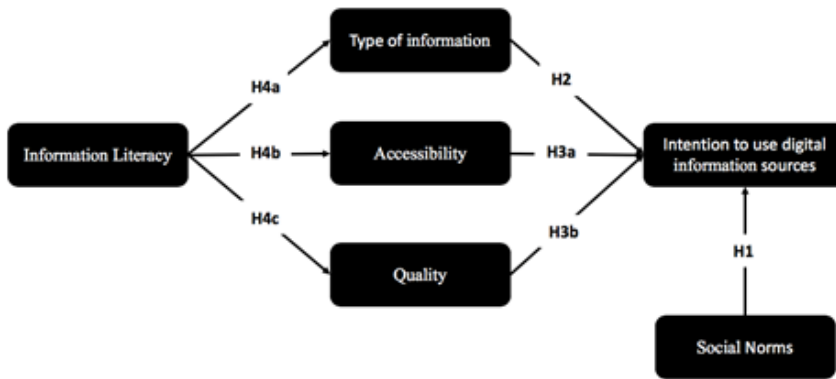 Type of information
H4a
H2
Information Literacy
H4b
Accessibility
H3a
Intention to use digital
information sources
H4c
H3b
Quality
H1
Social Norms